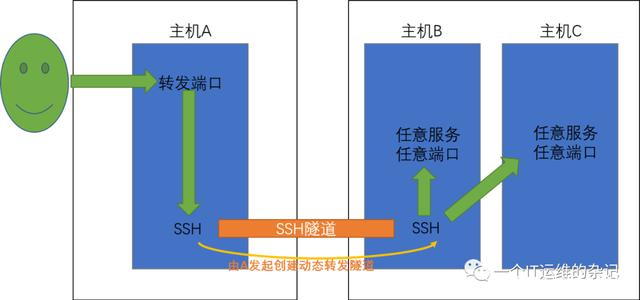 主机A
主机B
主机C
转发端口
任意服务
任意端口
任意服务
任意端口
SSH
SSH隧道
SSH
由A发起创建动态转发隧道
一个IT运维的杂记